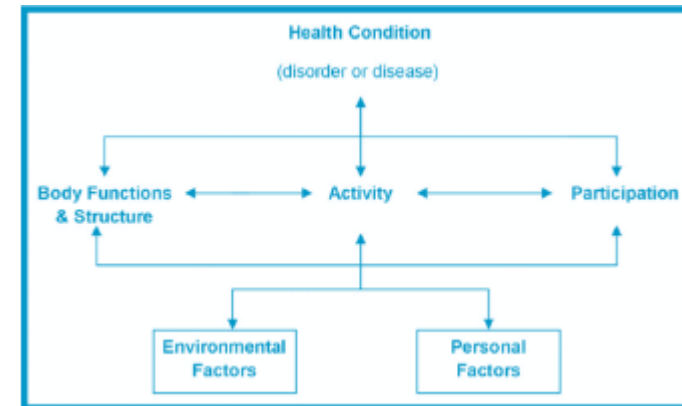 Health Condition
(disorder or disease)
Body Functions
& Structure
Activity
Participation
Environmental
Factors
Personal
Factors